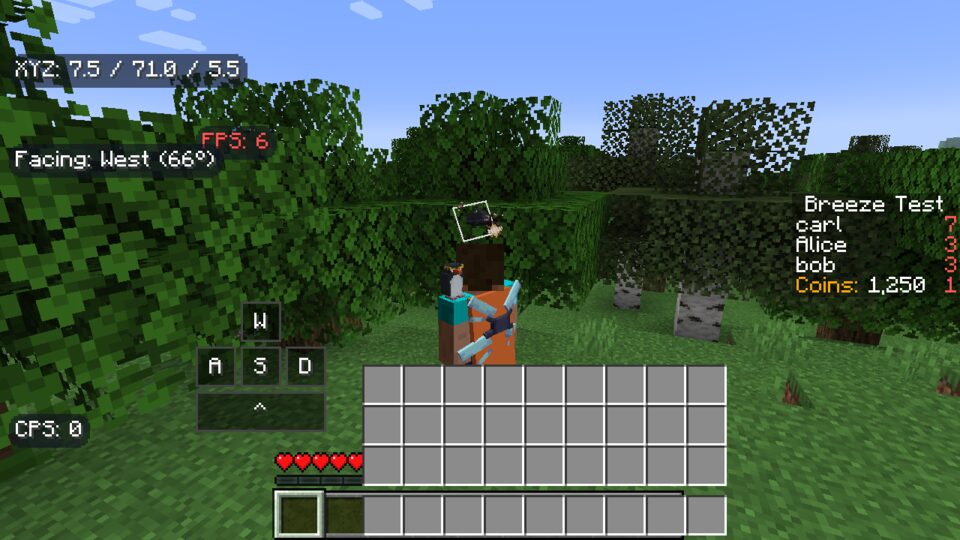 XYZ: 7.5 / 71.0 / 5.5
FPS: 6
Facing: West (66°)
Breeze Test
carl 7
Alice 3
bob 3
Coins: 1,250 1
W
A S D
^
CPS: 0